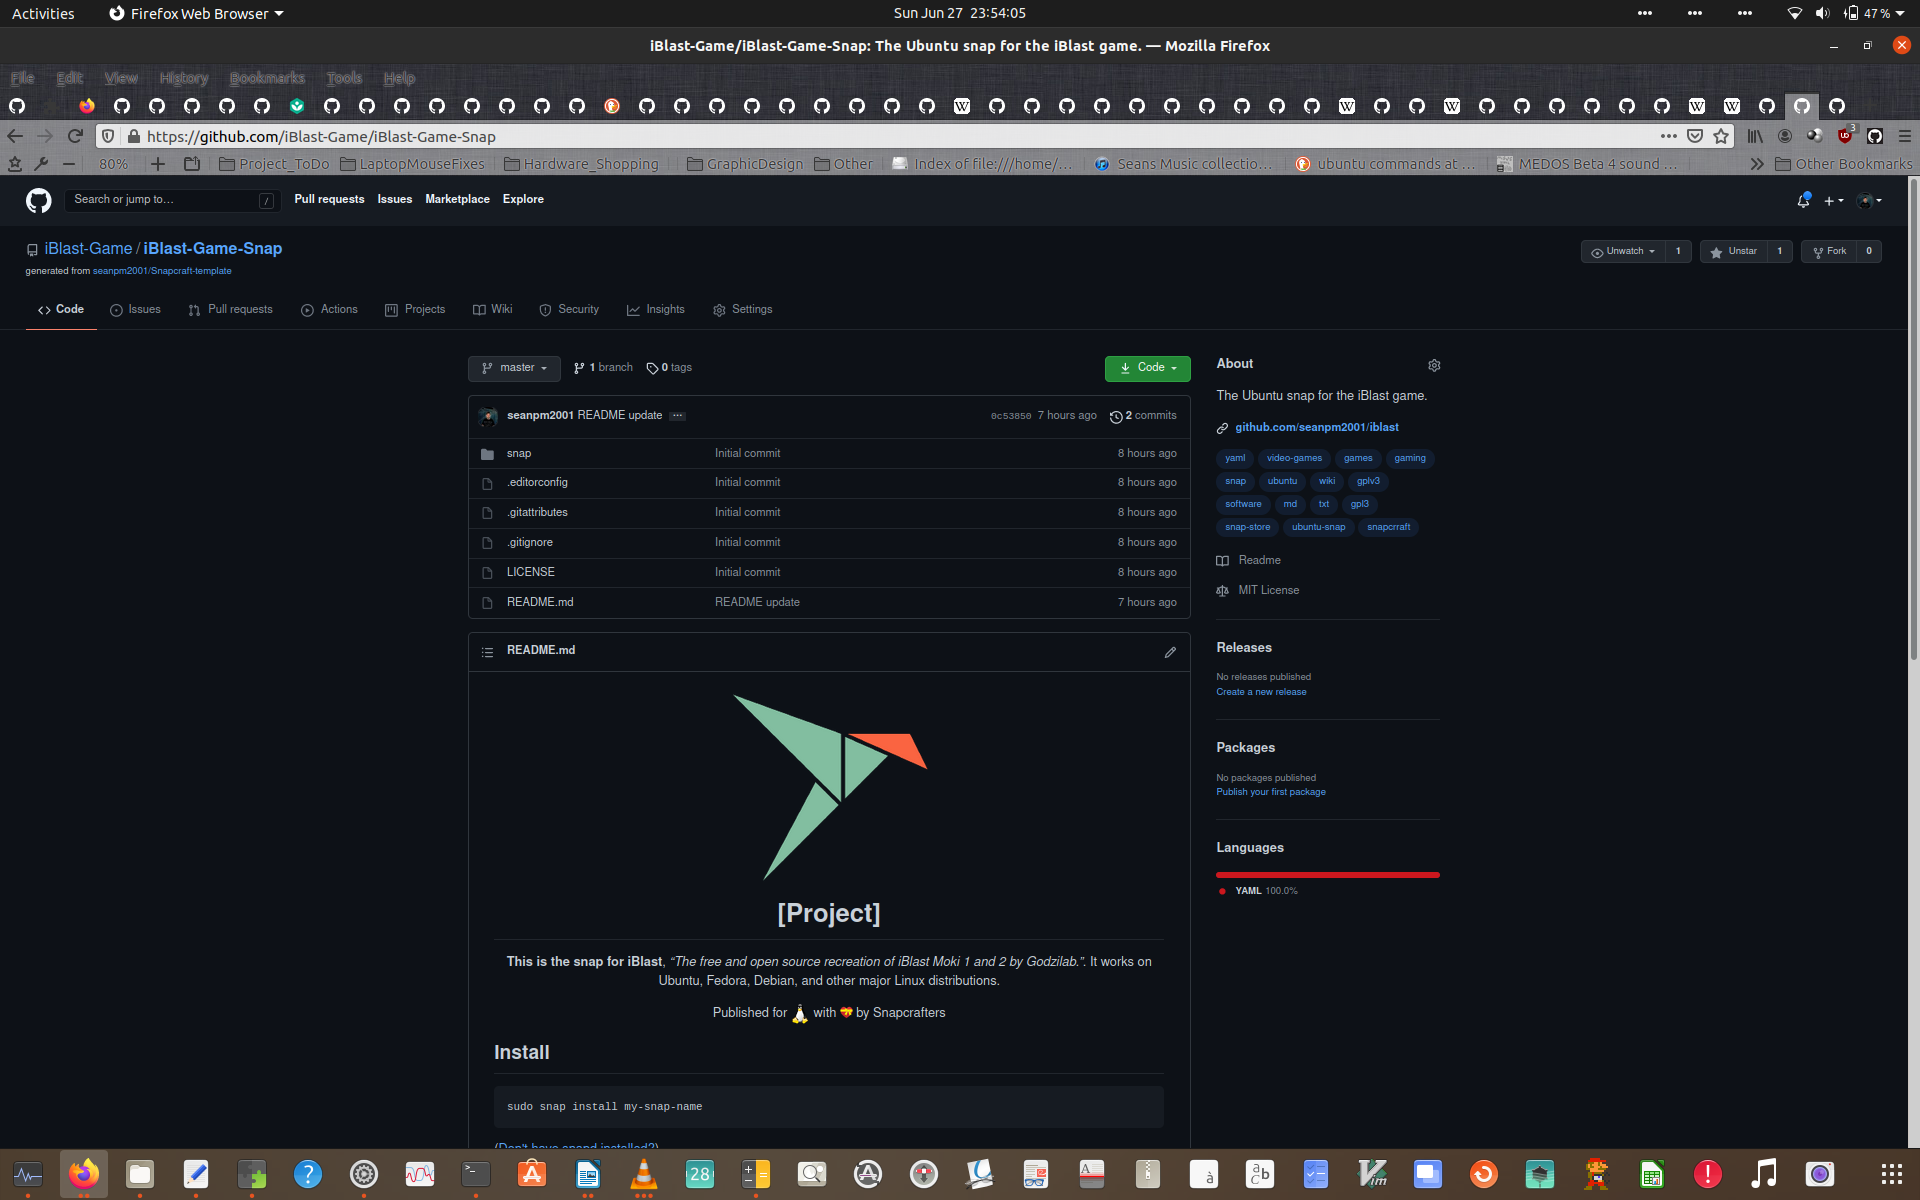 Activities Firefox Web Browser Sun Jun 27 23:54:05 47 %
iBlast-Game/iBlast-Game-Snap: The Ubuntu snap for the iBlast game. — Mozilla Firefox
File Edit View History Bookmarks Tools Help
https://github.com/iBlast-Game/iBlast-Game-Snap 3
80% Project_ToDo LaptopMouseFixes Hardware_Shopping GraphicDesign Other Index of file:///home/... Seans Music collectio... ubuntu commands at ... MEDOS Beta 4 sound ... Other Bookmarks
Search or jump to... / Pull requests Issues Marketplace Explore
iBlast-Game / iBlast-Game-Snap Unwatch 1 Unstar 1 Fork 0
generated from seanpm2001/Snapcraft-template
Code Issues Pull requests Actions Projects Wiki Security Insights Settings
master 1 branch 0 tags Code
seanpm2001 README update ... 0c53850 7 hours ago 2 commits
snap Initial commit 8 hours ago
.editorconfig Initial commit 8 hours ago
.gitattributes Initial commit 8 hours ago
.gitignore Initial commit 8 hours ago
LICENSE Initial commit 8 hours ago
README.md README update 7 hours ago
README.md
[Project]
This is the snap for iBlast, “The free and open source recreation of iBlast Moki 1 and 2 by Godzilab.”. It works on
Ubuntu, Fedora, Debian, and other major Linux distributions.
Published for 🐧 with 💝 by Snapcrafters
Install
sudo snap install my-snap-name
(Don't have snapd installed?)
About
The Ubuntu snap for the iBlast game.
github.com/seanpm2001/iblast
yaml video-games games gaming
snap ubuntu wiki gplv3
software md txt gpl3
snap-store ubuntu-snap snapcrraft
Readme
MIT License
Releases
No releases published
Create a new release
Packages
No packages published
Publish your first package
Languages
YAML 100.0%
28